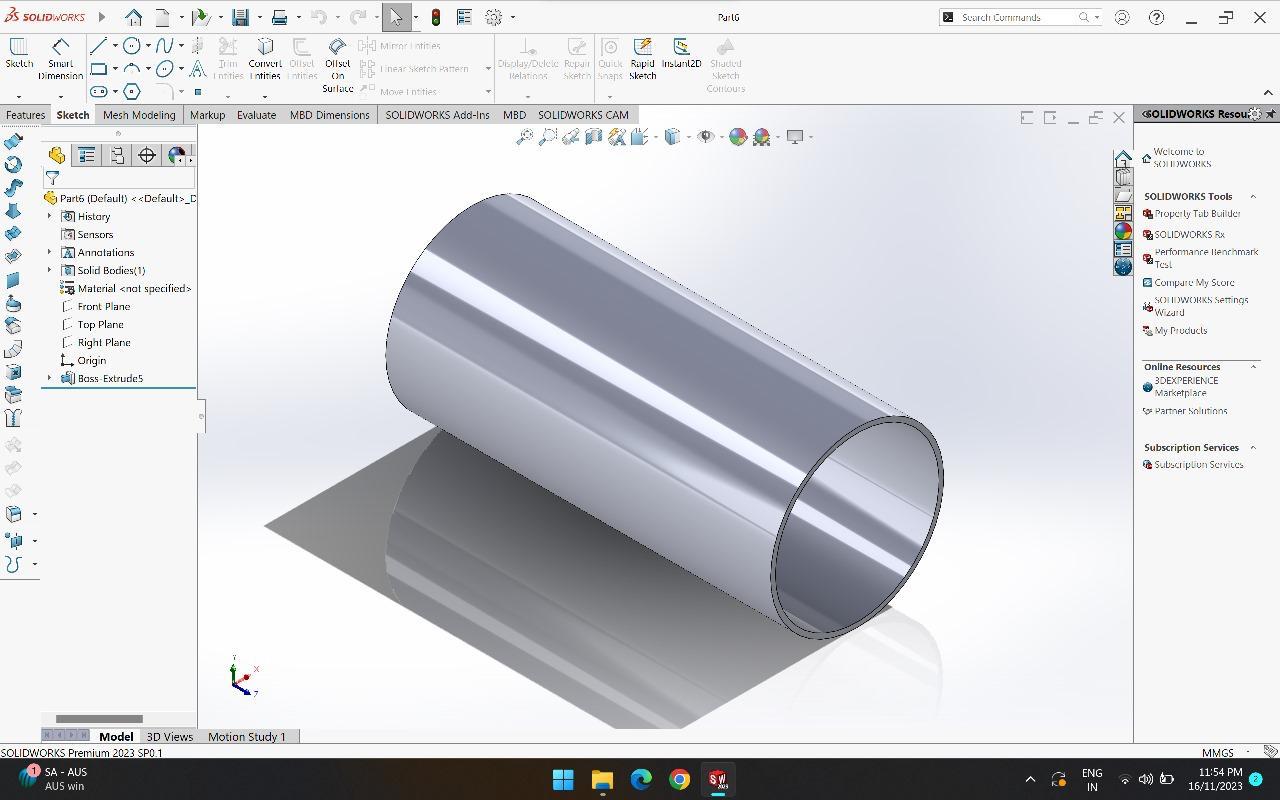 SOLIDWORKS
Part6
Search Commands
Sketch
Smart
Dimension
Trim
Entities
Convert
Entities
Offset
Entities
Offset
On
Surface
Mirror Entities
Linear Sketch Pattern
Move Entities
Display/Delete
Relations
Repair
Sketch
Quick
Snaps
Rapid
Sketch
Instant2D
Shaded
Sketch
Contours
Features
Sketch
Mesh Modeling
Markup
Evaluate
MBD Dimensions
SOLIDWORKS Add-Ins
MBD
SOLIDWORKS CAM
Part6 (Default) <<Default>_D
History
Sensors
Annotations
Solid Bodies(1)
Material <not specified>
Front Plane
Top Plane
Right Plane
Origin
Boss-Extrude5
Y
X
Z
SOLIDWORKS Resou
Welcome to
SOLIDWORKS
SOLIDWORKS Tools
Property Tab Builder
SOLIDWORKS Rx
Performance Benchmark
Test
Compare My Score
SOLIDWORKS Settings
Wizard
My Products
Online Resources
3DEXPERIENCE
Marketplace
Partner Solutions
Subscription Services
Subscription Services
Model
3D Views
Motion Study 1
SOLIDWORKS Premium 2023 SP0.1
MMGS
1
SA - AUS
AUS win
SW
2023
ENG
IN
11:54 PM
16/11/2023
2